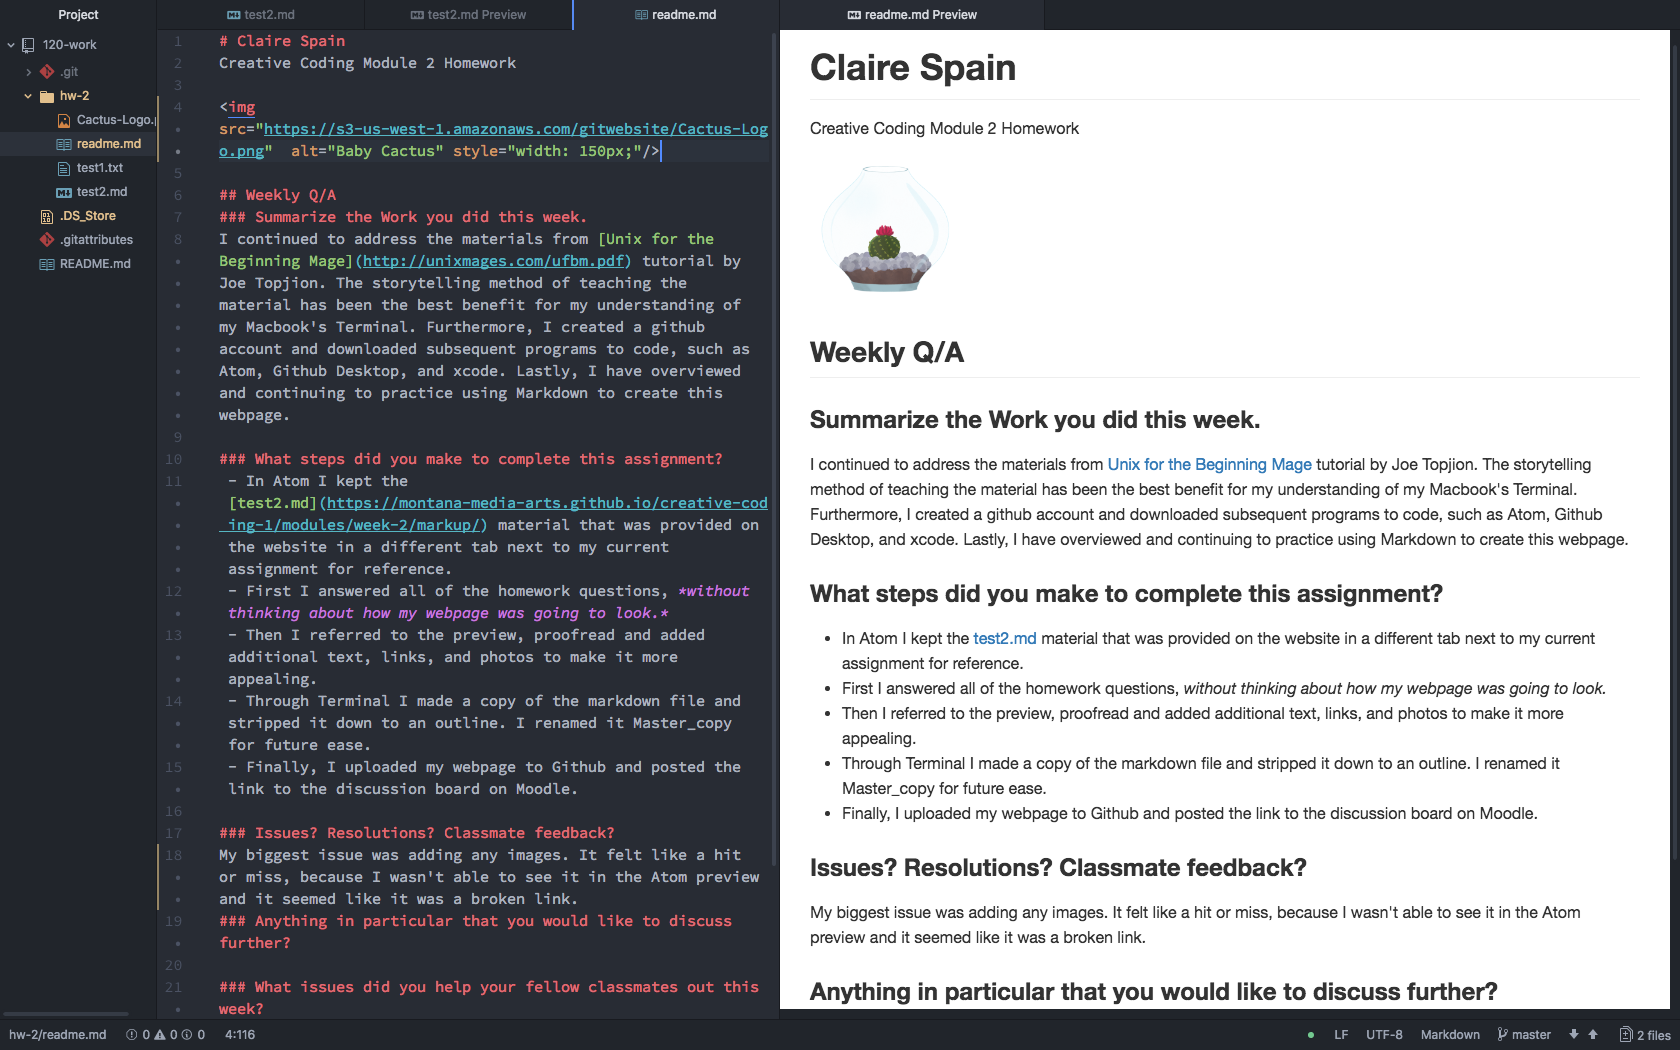 Project
120-work
.git
hw-2
Cactus-Logo.p
readme.md
test1.txt
test2.md
.DS_Store
.gitattributes
README.md
test2.md
test2.md Preview
readme.md
readme.md Preview
1 # Claire Spain
2 Creative Coding Module 2 Homework
3
4 <img
src="https://s3-us-west-1.amazonaws.com/gitwebsite/Cactus-Log
o.png"  alt="Baby Cactus" style="width: 150px;"/>
5
6 ## Weekly Q/A
7 ### Summarize the Work you did this week.
8 I continued to address the materials from [Unix for the
Beginning Mage](http://unixmages.com/ufbm.pdf) tutorial by
Joe Topjion. The storytelling method of teaching the
material has been the best benefit for my understanding of
my Macbook's Terminal. Furthermore, I created a github
account and downloaded subsequent programs to code, such as
Atom, Github Desktop, and xcode. Lastly, I have overviewed
and continuing to practice using Markdown to create this
webpage.
9
10 ### What steps did you make to complete this assignment?
11 - In Atom I kept the
[test2.md](https://montana-media-arts.github.io/creative-cod
ing-1/modules/week-2/markup/) material that was provided on
the website in a different tab next to my current
assignment for reference.
12 - First I answered all of the homework questions, *without
thinking about how my webpage was going to look.*
13 - Then I referred to the preview, proofread and added
additional text, links, and photos to make it more
appealing.
14 - Through Terminal I made a copy of the markdown file and
stripped it down to an outline. I renamed it Master_copy
for future ease.
15 - Finally, I uploaded my webpage to Github and posted the
link to the discussion board on Moodle.
16
17 ### Issues? Resolutions? Classmate feedback?
18 My biggest issue was adding any images. It felt like a hit
or miss, because I wasn't able to see it in the Atom preview
and it seemed like it was a broken link.
19 ### Anything in particular that you would like to discuss
further?
20
21 ### What issues did you help your fellow classmates out this
week?
Claire Spain
Creative Coding Module 2 Homework
Weekly Q/A
Summarize the Work you did this week.
I continued to address the materials from Unix for the Beginning Mage tutorial by Joe Topjion. The storytelling
method of teaching the material has been the best benefit for my understanding of my Macbook's Terminal.
Furthermore, I created a github account and downloaded subsequent programs to code, such as Atom, Github
Desktop, and xcode. Lastly, I have overviewed and continuing to practice using Markdown to create this webpage.
What steps did you make to complete this assignment?
• In Atom I kept the test2.md material that was provided on the website in a different tab next to my current
assignment for reference.
• First I answered all of the homework questions, without thinking about how my webpage was going to look.
• Then I referred to the preview, proofread and added additional text, links, and photos to make it more
appealing.
• Through Terminal I made a copy of the markdown file and stripped it down to an outline. I renamed it
Master_copy for future ease.
• Finally, I uploaded my webpage to Github and posted the link to the discussion board on Moodle.
Issues? Resolutions? Classmate feedback?
My biggest issue was adding any images. It felt like a hit or miss, because I wasn't able to see it in the Atom
preview and it seemed like it was a broken link.
Anything in particular that you would like to discuss further?
hw-2/readme.md 0 0 0 4:116
LF UTF-8 Markdown master 2 files